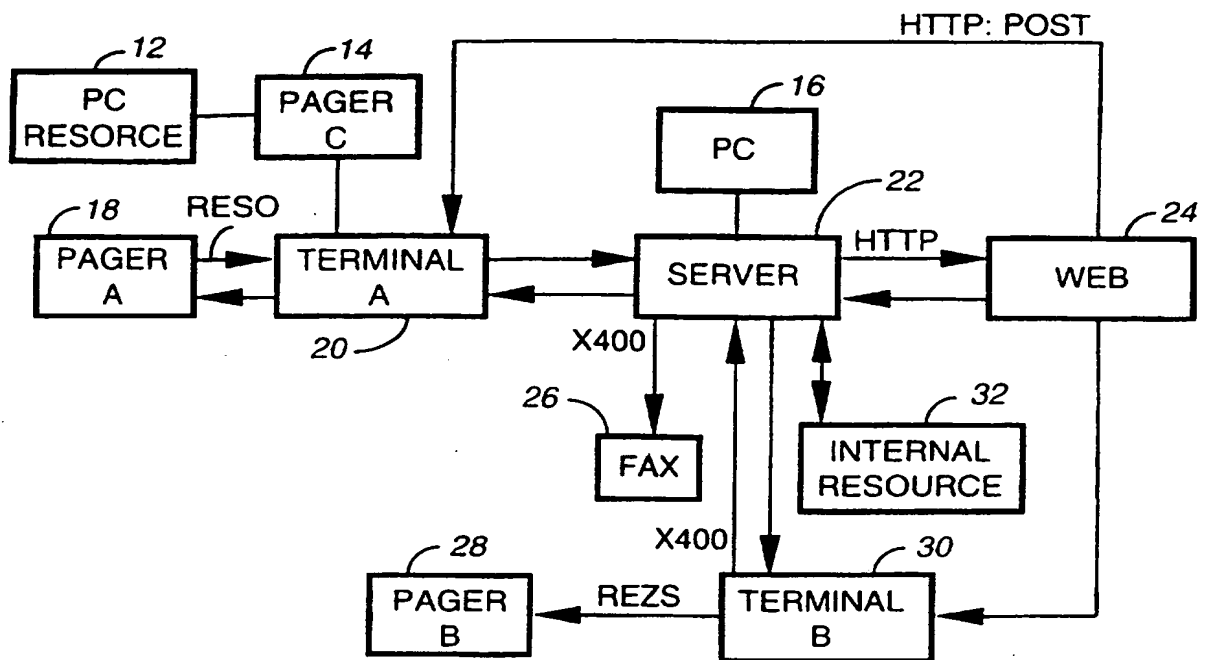 HTTP: POST
12
14
PC
RESORCE
PAGER
C
16
PC
18
RESO
22
24
PAGER
A
TERMINAL
A
SERVER
HTTP
WEB
20
X400
26
32
FAX
INTERNAL
RESOURCE
X400
28
30
PAGER
B
REZS
TERMINAL
B